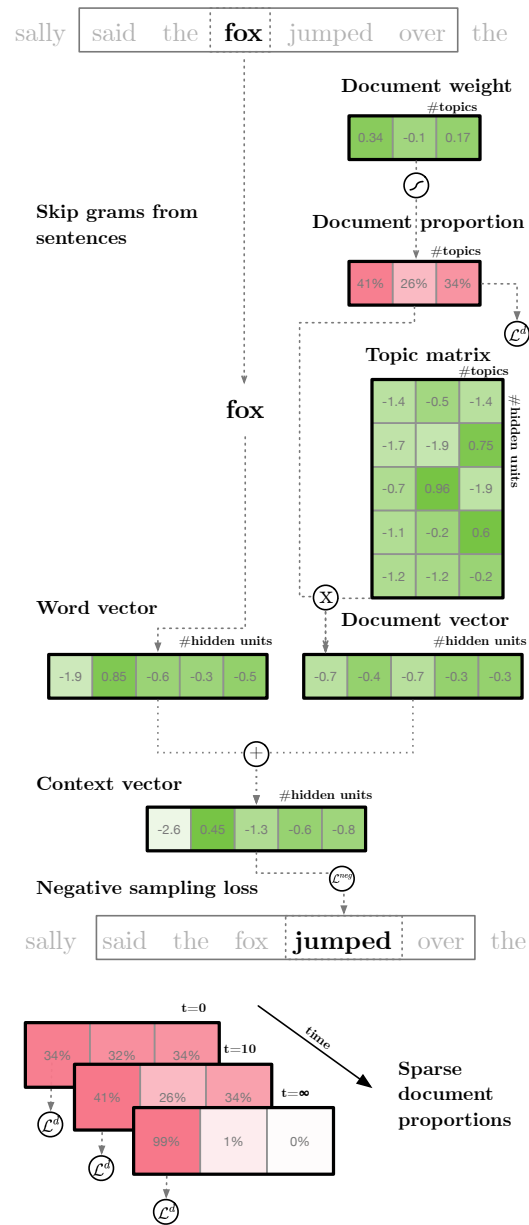 sally said the fox jumped over the
Document weight
#topics
0.34 -0.1 0.17
Skip grams from
sentences
Document proportion
#topics
41% 26% 34%
ℒᵈ
Topic matrix
#topics
#hidden units
-1.4 -0.5 -1.4
-1.7 -1.9 0.75
-0.7 0.96 -1.9
-1.1 -0.2 0.6
-1.2 -1.2 -0.2
fox
X
Word vector
#hidden units
-1.9 0.85 -0.6 -0.3 -0.5
Document vector
#hidden units
-0.7 -0.4 -0.7 -0.3 -0.3
+
Context vector
#hidden units
-2.6 0.45 -1.3 -0.6 -0.8
Negative sampling loss
ℒⁿᵉᵍ
sally said the fox jumped over the
t=0
34% 32% 34%
t=10
41% 26% 34%
t=∞
99% 1% 0%
ℒᵈ
ℒᵈ
ℒᵈ
time
Sparse
document
proportions